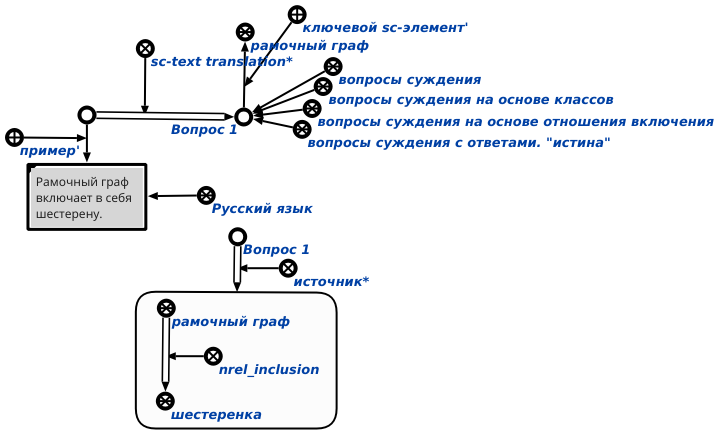 ключевой sc-элемент'
рамочный граф
sc-text translation*
вопросы суждения
вопросы суждения на основе классов
вопросы суждения на основе отношения включения
Вопрос 1
вопросы суждения с ответами. "истина"
пример'
Рамочный граф
включает в себя
шестерену.
Русский язык
Вопрос 1
источник*
рамочный граф
nrel_inclusion
шестеренка